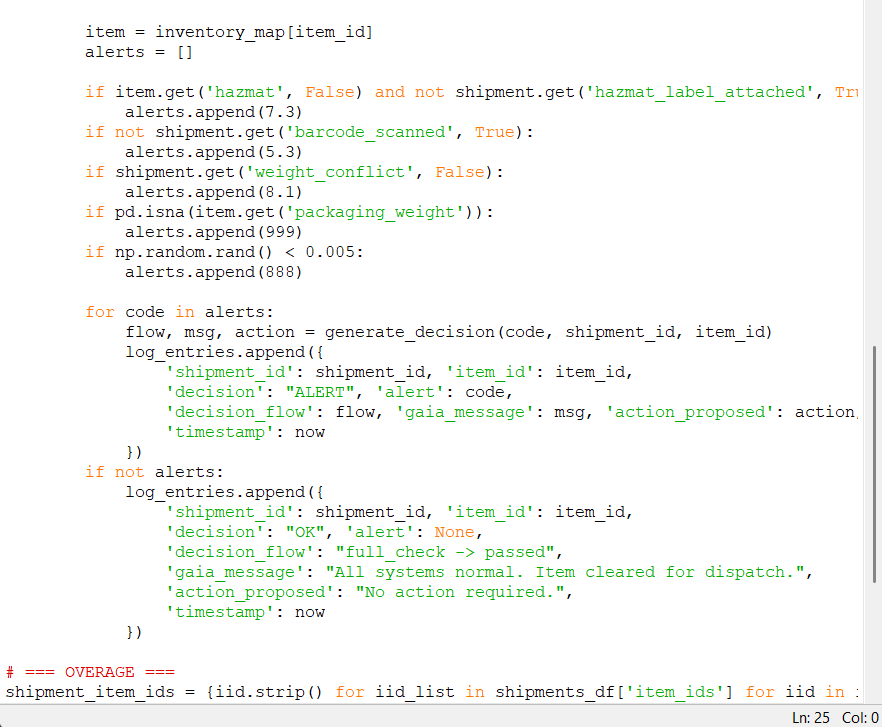 item = inventory_map[item_id]
alerts = []
if item.get('hazmat', False) and not shipment.get('hazmat_label_attached', Tru
alerts.append(7.3)
if not shipment.get('barcode_scanned', True):
alerts.append(5.3)
if shipment.get('weight_conflict', False):
alerts.append(8.1)
if pd.isna(item.get('packaging_weight')):
alerts.append(999)
if np.random.rand() < 0.005:
alerts.append(888)
for code in alerts:
flow, msg, action = generate_decision(code, shipment_id, item_id)
log_entries.append({
'shipment_id': shipment_id, 'item_id': item_id,
'decision': "ALERT", 'alert': code,
'decision_flow': flow, 'gaia_message': msg, 'action_proposed': action,
'timestamp': now
})
if not alerts:
log_entries.append({
'shipment_id': shipment_id, 'item_id': item_id,
'decision': "OK", 'alert': None,
'decision_flow': "full_check -> passed",
'gaia_message': "All systems normal. Item cleared for dispatch.",
'action_proposed': "No action required.",
'timestamp': now
})
# === OVERAGE ===
shipment_item_ids = {iid.strip() for iid_list in shipments_df['item_ids'] for iid in
Ln: 25 Col: 0